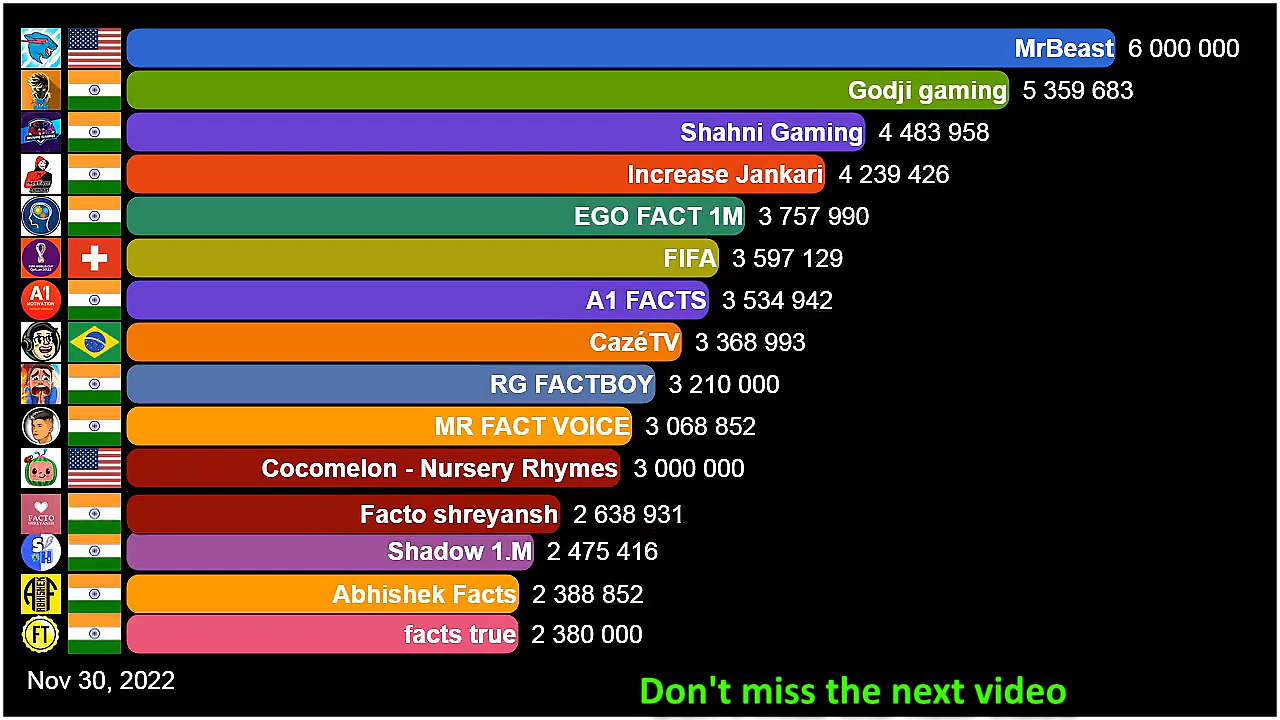 MrBeast 6 000 000
Godji gaming 5 359 683
Shahni Gaming 4 483 958
Increase Jankari 4 239 426
EGO FACT 1M 3 757 990
FIFA 3 597 129
A1 A1 FACTS 3 534 942
CazéTV 3 368 993
RG FACTBOY 3 210 000
MR FACT VOICE 3 068 852
Cocomelon - Nursery Rhymes 3 000 000
FACTO Facto shreyansh 2 638 931
Shadow 1.M 2 475 416
ABHISHEK Abhishek Facts 2 388 852
FT facts true 2 380 000
Nov 30, 2022
Don't miss the next video